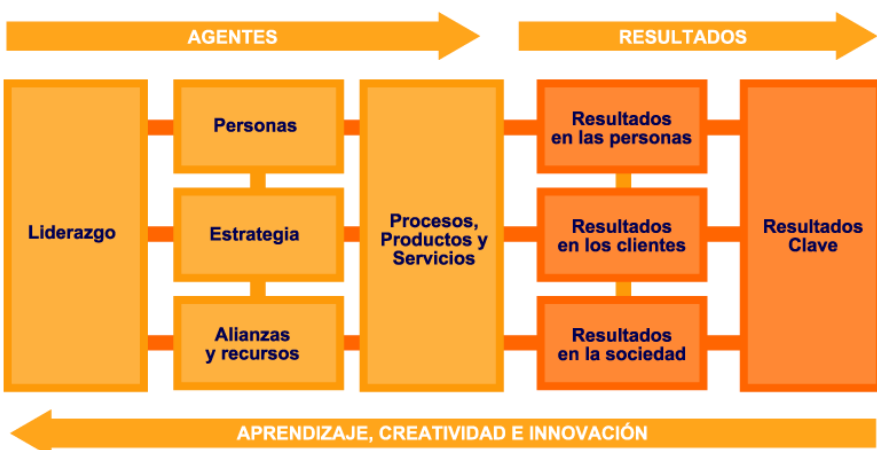 AGENTES
RESULTADOS
Liderazgo
Personas
Estrategia
Alianzas
y recursos
Procesos,
Productos y
Servicios
Resultados
en las personas
Resultados
en los clientes
Resultados
en la sociedad
Resultados
Clave
APRENDIZAJE, CREATIVIDAD E INNOVACIÓN